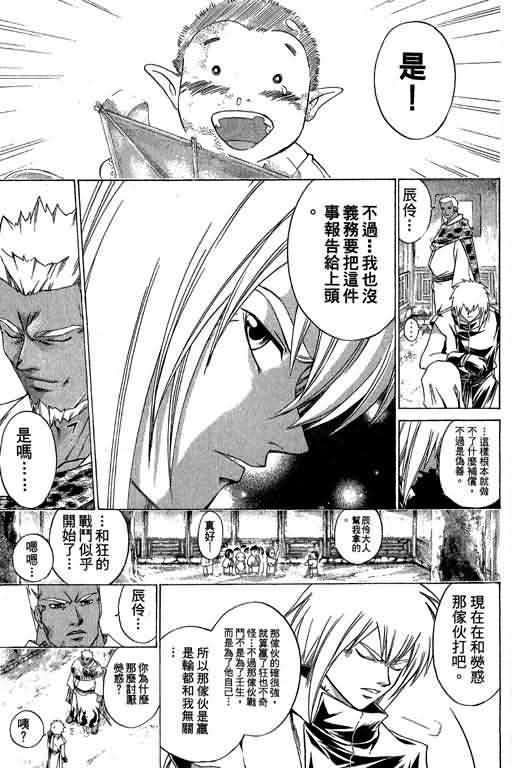 是！
辰伶
…
…這樣根本就做
不了什麼補償，
不過是偽善。
不過…我也沒
義務要把這件
事報告給上頭
。
是嗎……
辰伶大人
幫我拿的
真好
…和狂的
戰鬥似乎
開始了…
嗯嗯…
現在在和熒惑
那傢伙打吧。
那傢伙的確很強，
就算贏了狂也不奇
怪…不過那傢伙戰
鬥不是為了壬生，
而是為了他自己…
所以那傢伙是贏
是輸都和我無關
辰伶…
你為什麼
那麼討厭
熒惑？
咦？